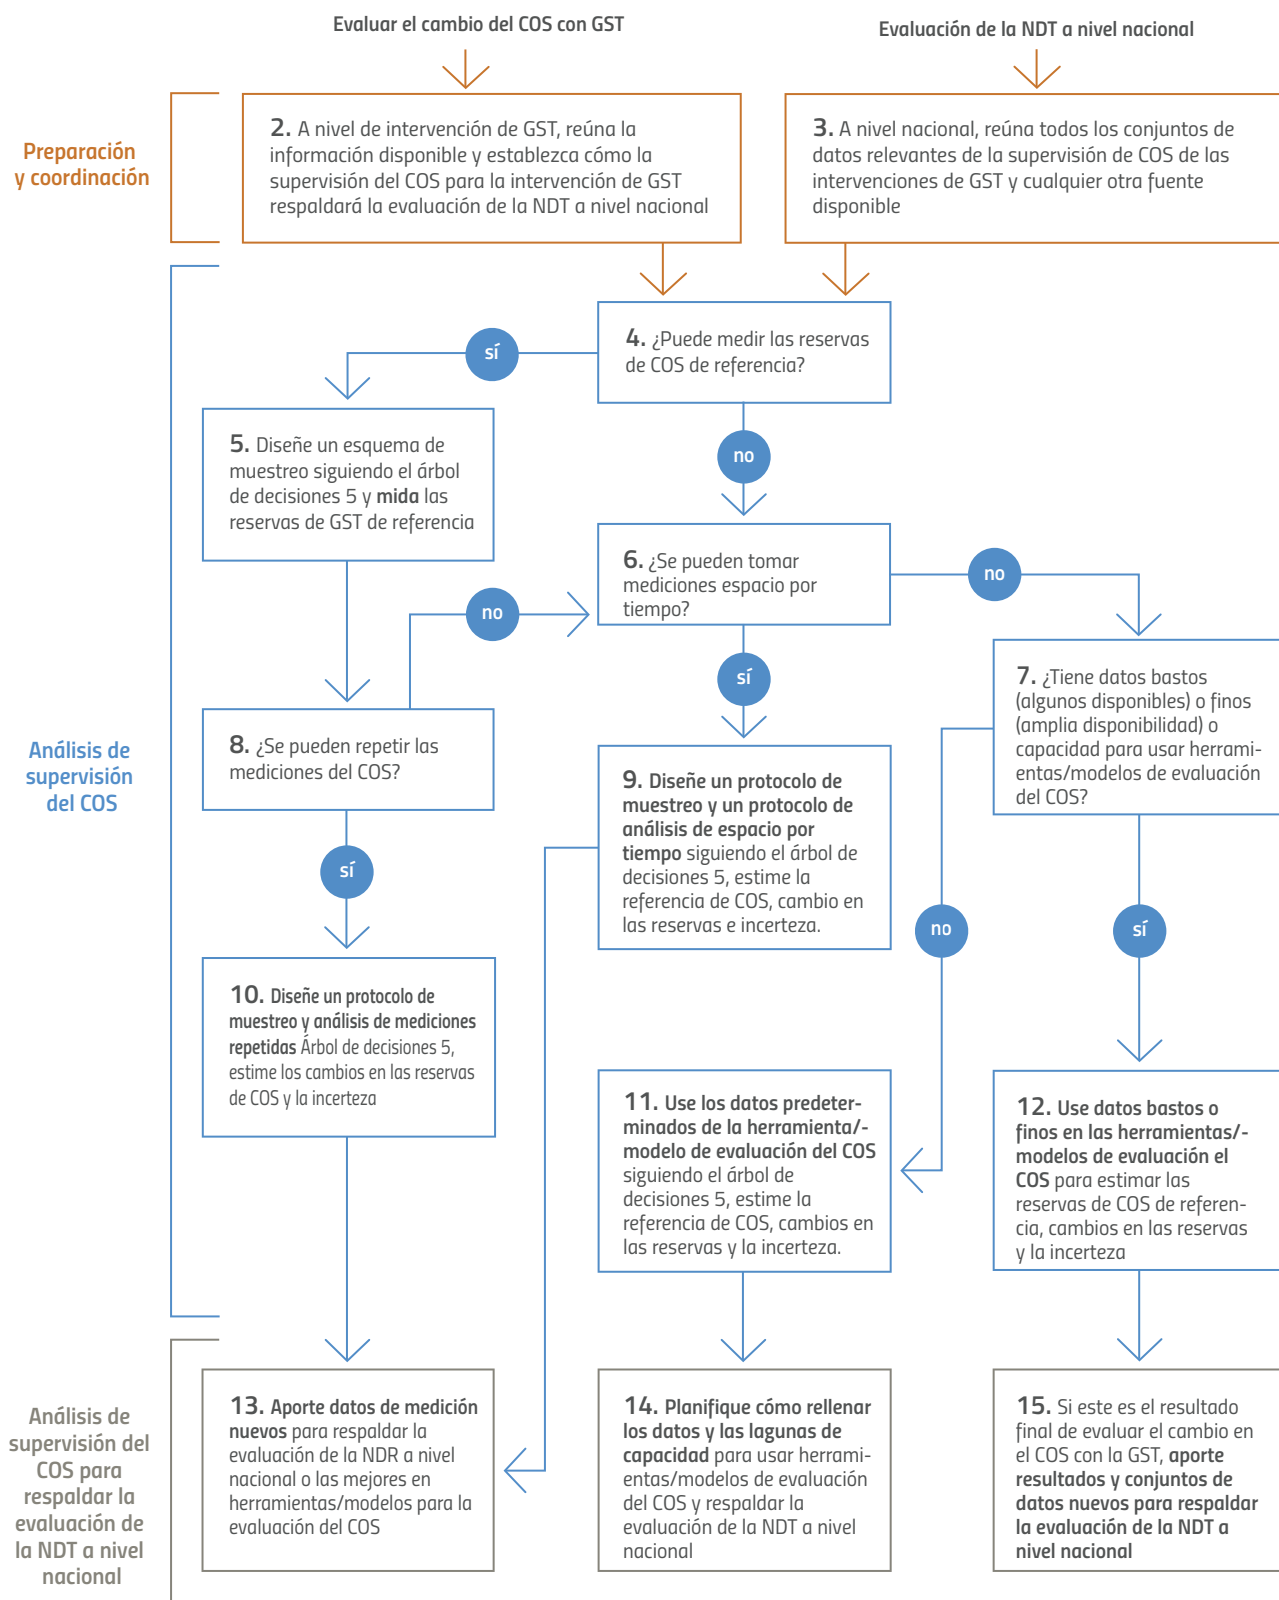 Evaluar el cambio del COS con GST
Evaluación de la NDT a nivel nacional
Preparación
y coordinación
2. A nivel de intervención de GST, reúna la
información disponible y establezca cómo la
supervisión del COS para la intervención de GST
respaldará la evaluación de la NDT a nivel nacional
3. A nivel nacional, reúna todos los conjuntos de
datos relevantes de la supervisión de COS de las
intervenciones de GST y cualquier otra fuente
disponible
4. ¿Puede medir las reservas
de COS de referencia?
sí
no
5. Diseñe un esquema de
muestreo siguiendo el árbol
de decisiones 5 y mida las
reservas de GST de referencia
6. ¿Se pueden tomar
mediciones espacio por
tiempo?
no
no
sí
7. ¿Tiene datos bastos
(algunos disponibles) o finos
(amplia disponibilidad) o
capacidad para usar herrami-
entas/modelos de evaluación
del COS?
Análisis de
supervisión
del COS
8. ¿Se pueden repetir las
mediciones del COS?
sí
9. Diseñe un protocolo de
muestreo y un protocolo de
análisis de espacio por
tiempo siguiendo el árbol de
decisiones 5, estime la
referencia de COS, cambio en
las reservas e incerteza.
no
sí
10. Diseñe un protocolo de
muestreo y análisis de mediciones
repetidas Árbol de decisiones 5,
estime los cambios en las reservas
de COS y la incerteza
11. Use los datos predeter-
minados de la herramienta/-
modelo de evaluación del COS
siguiendo el árbol de
decisiones 5, estime la
referencia de COS, cambios en
las reservas y la incerteza.
12. Use datos bastos o
finos en las herramientas/-
modelos de evaluación el
COS para estimar las
reservas de COS de referen-
cia, cambios en las reservas
y la incerteza
Análisis de
supervisión del
COS para
respaldar la
evaluación de
la NDT a nivel
nacional
13. Aporte datos de medición
nuevos para respaldar la
evaluación de la NDR a nivel
nacional o las mejores en
herramientas/modelos para la
evaluación del COS
14. Planifique cómo rellenar
los datos y las lagunas de
capacidad para usar herrami-
entas/modelos de evaluación
del COS y respaldar la
evaluación de la NDT a nivel
nacional
15. Si este es el resultado
final de evaluar el cambio en
el COS con la GST, aporte
resultados y conjuntos de
datos nuevos para respaldar
la evaluación de la NDT a
nivel nacional